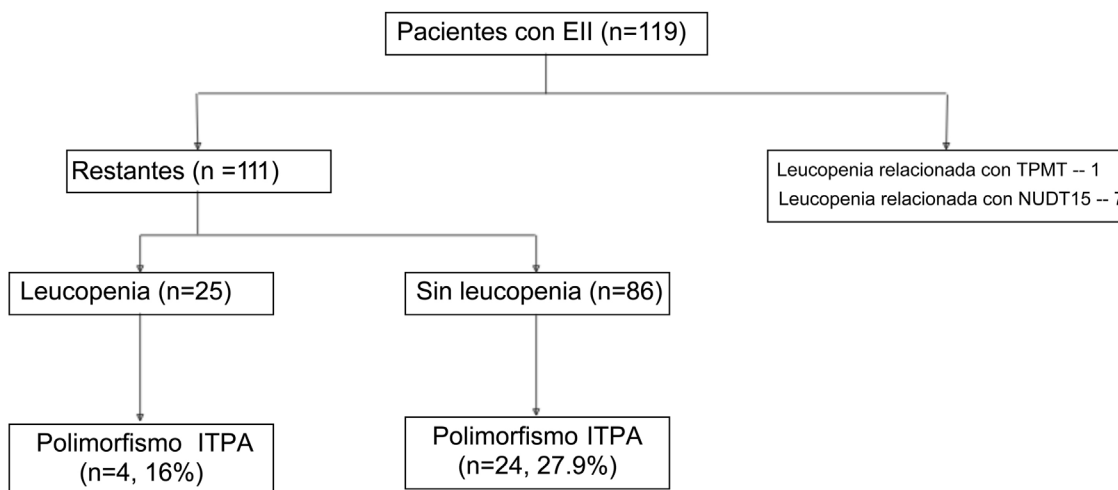 Pacientes con EII (n=119)
Restantes (n =111)
Leucopenia relacionada con TPMT -- 1
Leucopenia relacionada con NUDT15 -- 7
Leucopenia (n=25)
Sin leucopenia (n=86)
Polimorfismo ITPA
(n=4, 16%)
Polimorfismo ITPA
(n=24, 27.9%)